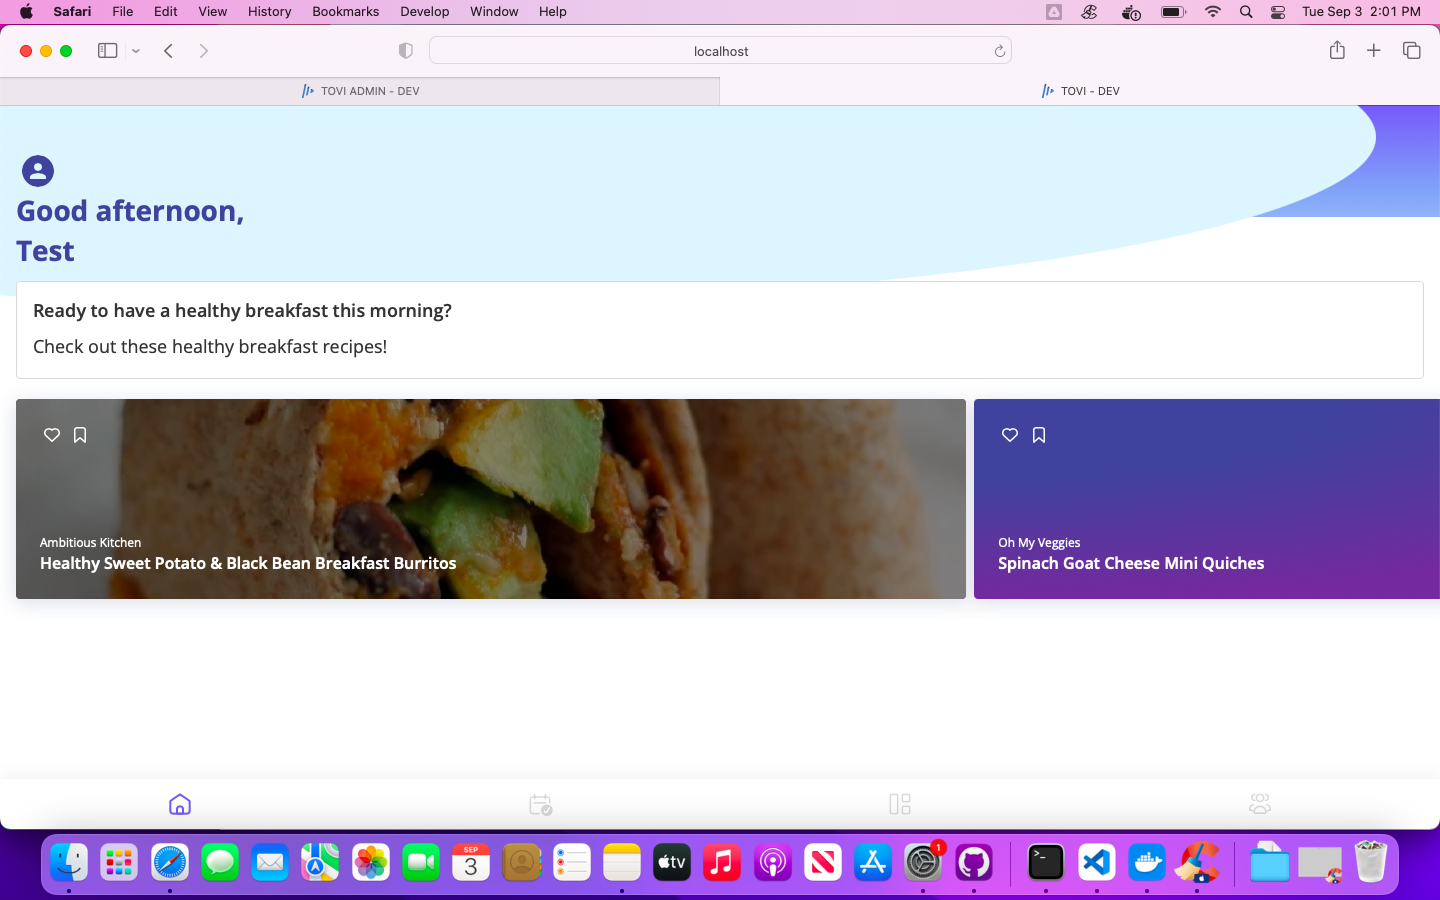 Safari File Edit View History Bookmarks Develop Window Help Tue Sep 3 2:01 PM
localhost
TOVI ADMIN - DEV
TOVI - DEV
Good afternoon,
Test
Ready to have a healthy breakfast this morning?
Check out these healthy breakfast recipes!
Ambitious Kitchen
Healthy Sweet Potato & Black Bean Breakfast Burritos
Oh My Veggies
Spinach Goat Cheese Mini Quiches
SEP
3
tv
1